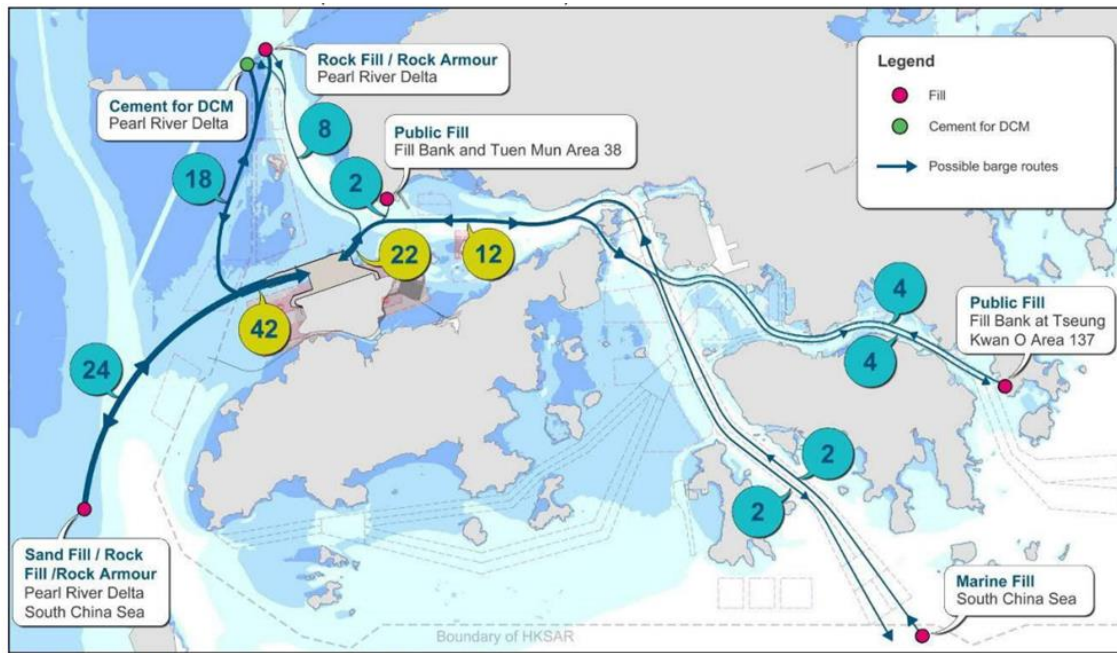 Rock Fill / Rock Armour
Pearl River Delta
Cement for DCM
Pearl River Delta
Public Fill
Fill Bank and Tuen Mun Area 38
8
18
2
22
12
42
24
4
4
Public Fill
Fill Bank at Tseung
Kwan O Area 137
2
2
Sand Fill / Rock
Fill /Rock Armour
Pearl River Delta
South China Sea
Marine Fill
South China Sea
Boundary of HKSAR
Legend
Fill
Cement for DCM
Possible barge routes